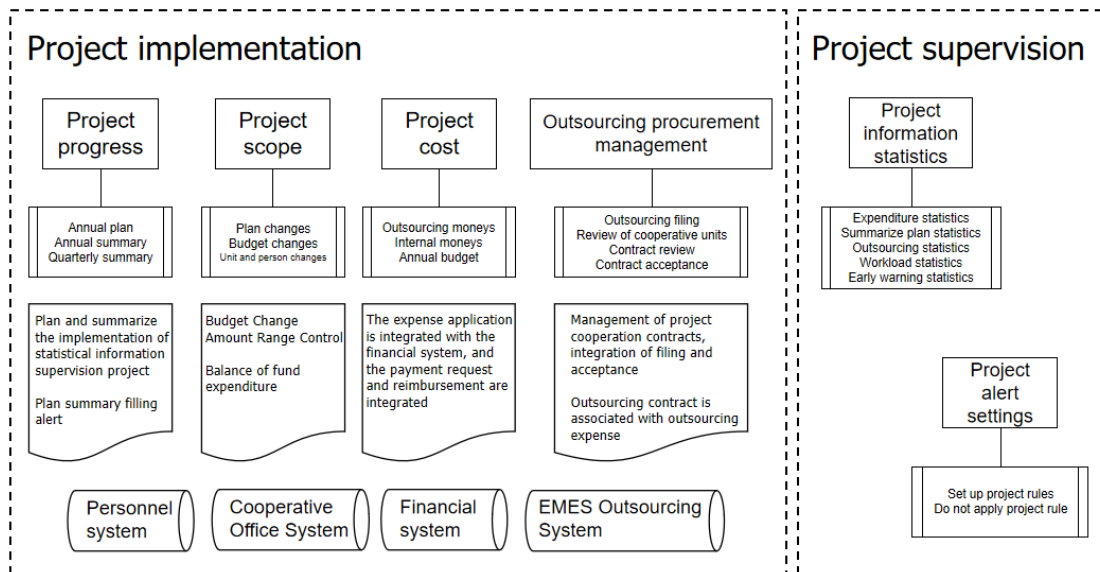 Project implementation
Project
progress
Project
scope
Project
cost
Outsourcing procurement
management
Annual plan
Annual summary
Quarterly summary
Plan changes
Budget changes
Unit and person changes
Outsourcing moneys
Internal moneys
Annual budget
Outsourcing filing
Review of cooperative units
Contract review
Contract acceptance
Plan and summarize
the implementation of
statistical information
supervision project
Plan summary filling
alert
Budget Change
Amount Range Control
Balance of fund
expenditure
The expense application
is integrated with the
financial system, and
the payment request
and reimbursement are
integrated
Management of project
cooperation contracts,
integration of filing and
acceptance
Outsourcing contract is
associated with outsourcing
expense
Personnel
system
Cooperative
Office System
Financial
system
EMES Outsourcing
System
Project supervision
Project
information
statistics
Expenditure statistics
Summarize plan statistics
Outsourcing statistics
Workload statistics
Early warning statistics
Project
alert
settings
Set up project rules
Do not apply project rule